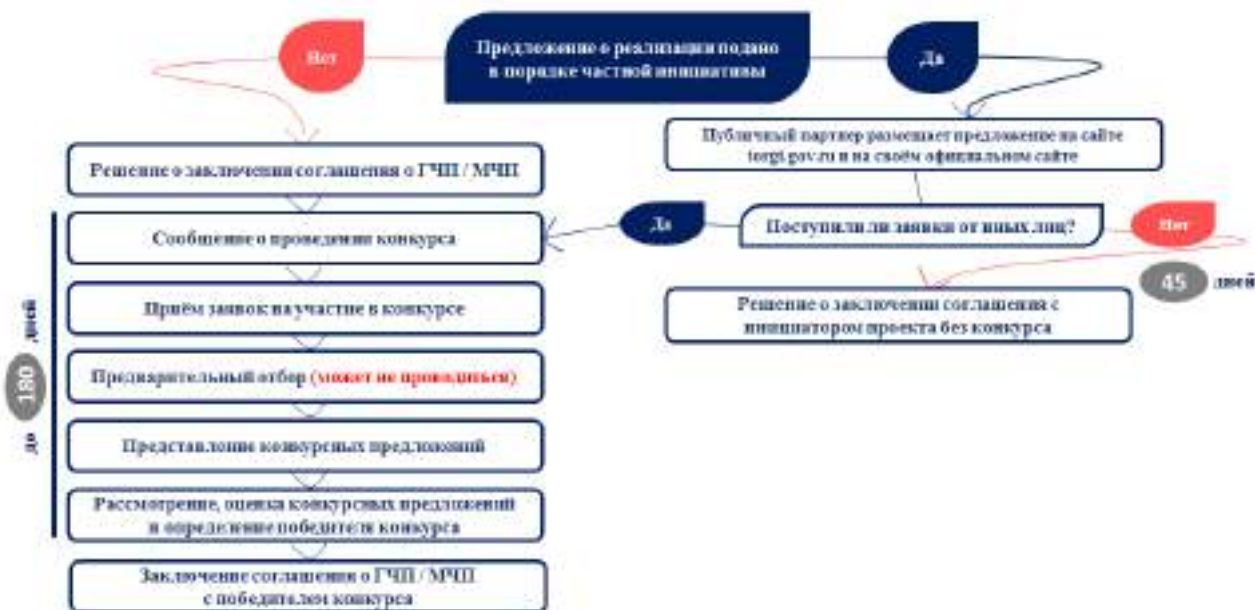 Предложение о реализации подано
в порядке частной инициативы
Нет
Да
Публичный партнер размещает предложение на сайте
torgi.gov.ru и на своём официальном сайте
Решение о заключении соглашения о ГЧП / МЧП
Сообщение о проведении конкурса
Да
Поступили ли заявки от иных лиц?
Нет
45 дней
Решение о заключении соглашения с
инициатором проекта без конкурса
Приём заявок на участие в конкурсе
до 180 дней
Предварительный отбор (может не проводиться)
Представление конкурсных предложений
Рассмотрение, оценка конкурсных предложений
и определение победителя конкурса
Заключение соглашения о ГЧП / МЧП
с победителем конкурса